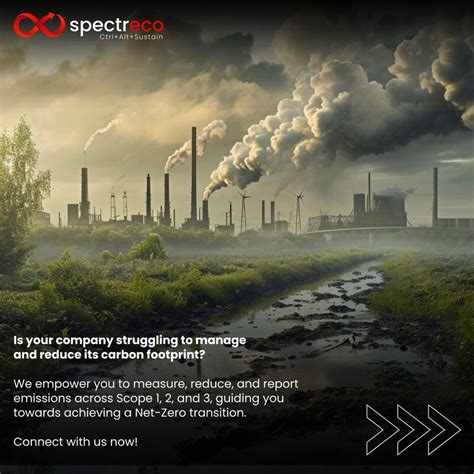 spectreco
Ctrl+Alt+Sustain
Is your company struggling to manage
and reduce its carbon footprint?
We empower you to measure, reduce, and report
emissions across Scope 1, 2, and 3, guiding you
towards achieving a Net-Zero transition.
Connect with us now!